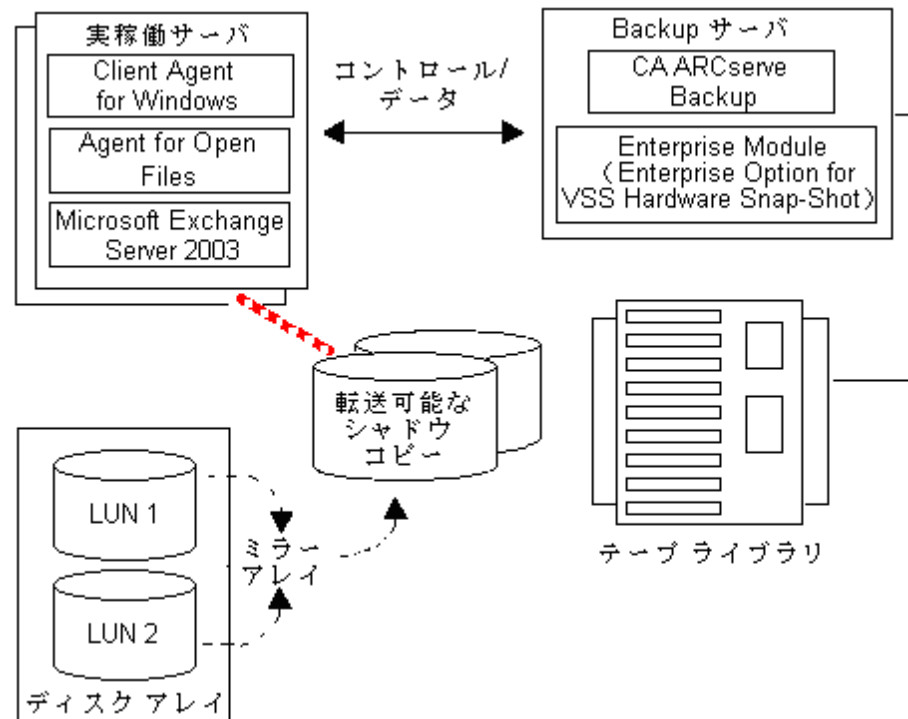 実稼働サーバ
Client Agent
for Windows
Agent for Open
Files
Microsoft Exchange
Server 2003
コントロール/
データ
Backup サーバ
CA ARCserve
Backup
Enterprise Module
（Enterprise Option for
VSS Hardware Snap-Shot）
転送可能な
シャドウ
コピー
LUN 1
LUN 2
ミラー
アレイ
ディスク アレイ
テープ ライブラリ